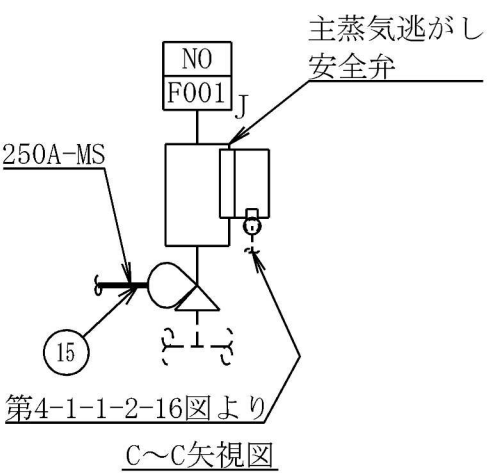 主蒸気逃がし
安全弁
NO
F001
J
250A-MS
15
第4-1-1-2-16図より
C～C矢視図